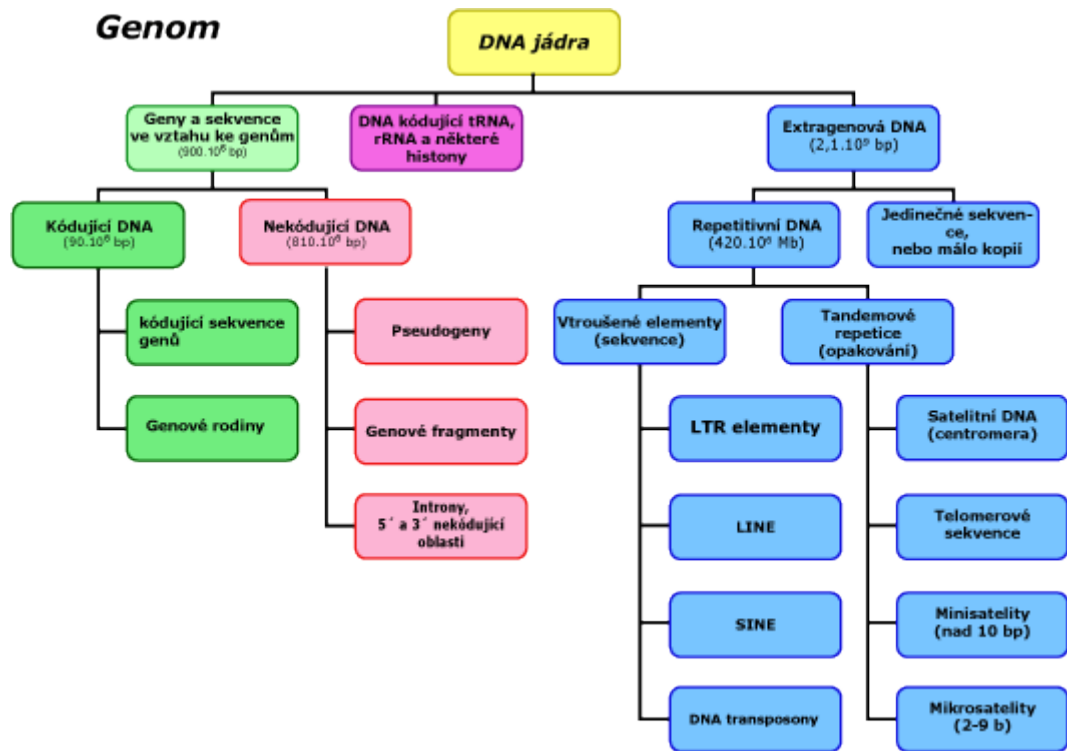 Genom
DNA jádra
Geny a sekvence
ve vztahu ke genům
(900.10⁶ bp)
DNA kódující tRNA,
rRNA a některé
histony
Extragenová DNA
(2,1.10⁹ bp)
Kódující DNA
(90.10⁶ bp)
Nekódující DNA
(810.10⁶ bp)
Repetitivní DNA
(420.10⁶ Mb)
Jedinečné sekven-
ce,
nebo málo kopií
kódující sekvence
genů
Pseudogeny
Vtroušené elementy
(sekvence)
Tandemové
repetice
(opakování)
Genové rodiny
Genové fragmenty
LTR elementy
Satelitní DNA
(centromera)
Introny,
5´ a 3´ nekódující
oblasti
LINE
Telomerové
sekvence
SINE
Minisatelity
(nad 10 bp)
DNA transposony
Mikrosatelity
(2-9 b)